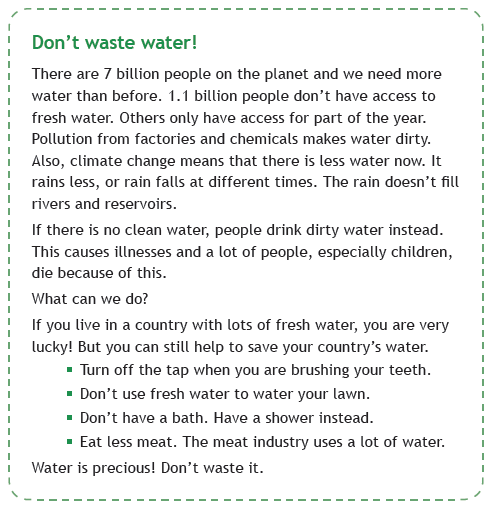 Don't waste water!
There are 7 billion people on the planet and we need more
water than before. 1.1 billion people don't have access to
fresh water. Others only have access for part of the year.
Pollution from factories and chemicals makes water dirty.
Also, climate change means that there is less water now. It
rains less, or rain falls at different times. The rain doesn't fill
rivers and reservoirs.
If there is no clean water, people drink dirty water instead.
This causes illnesses and a lot of people, especially children,
die because of this.
What can we do?
If you live in a country with lots of fresh water, you are very
lucky! But you can still help to save your country's water.
▪ Turn off the tap when you are brushing your teeth.
▪ Don't use fresh water to water your lawn.
▪ Don't have a bath. Have a shower instead.
▪ Eat less meat. The meat industry uses a lot of water.
Water is precious! Don't waste it.